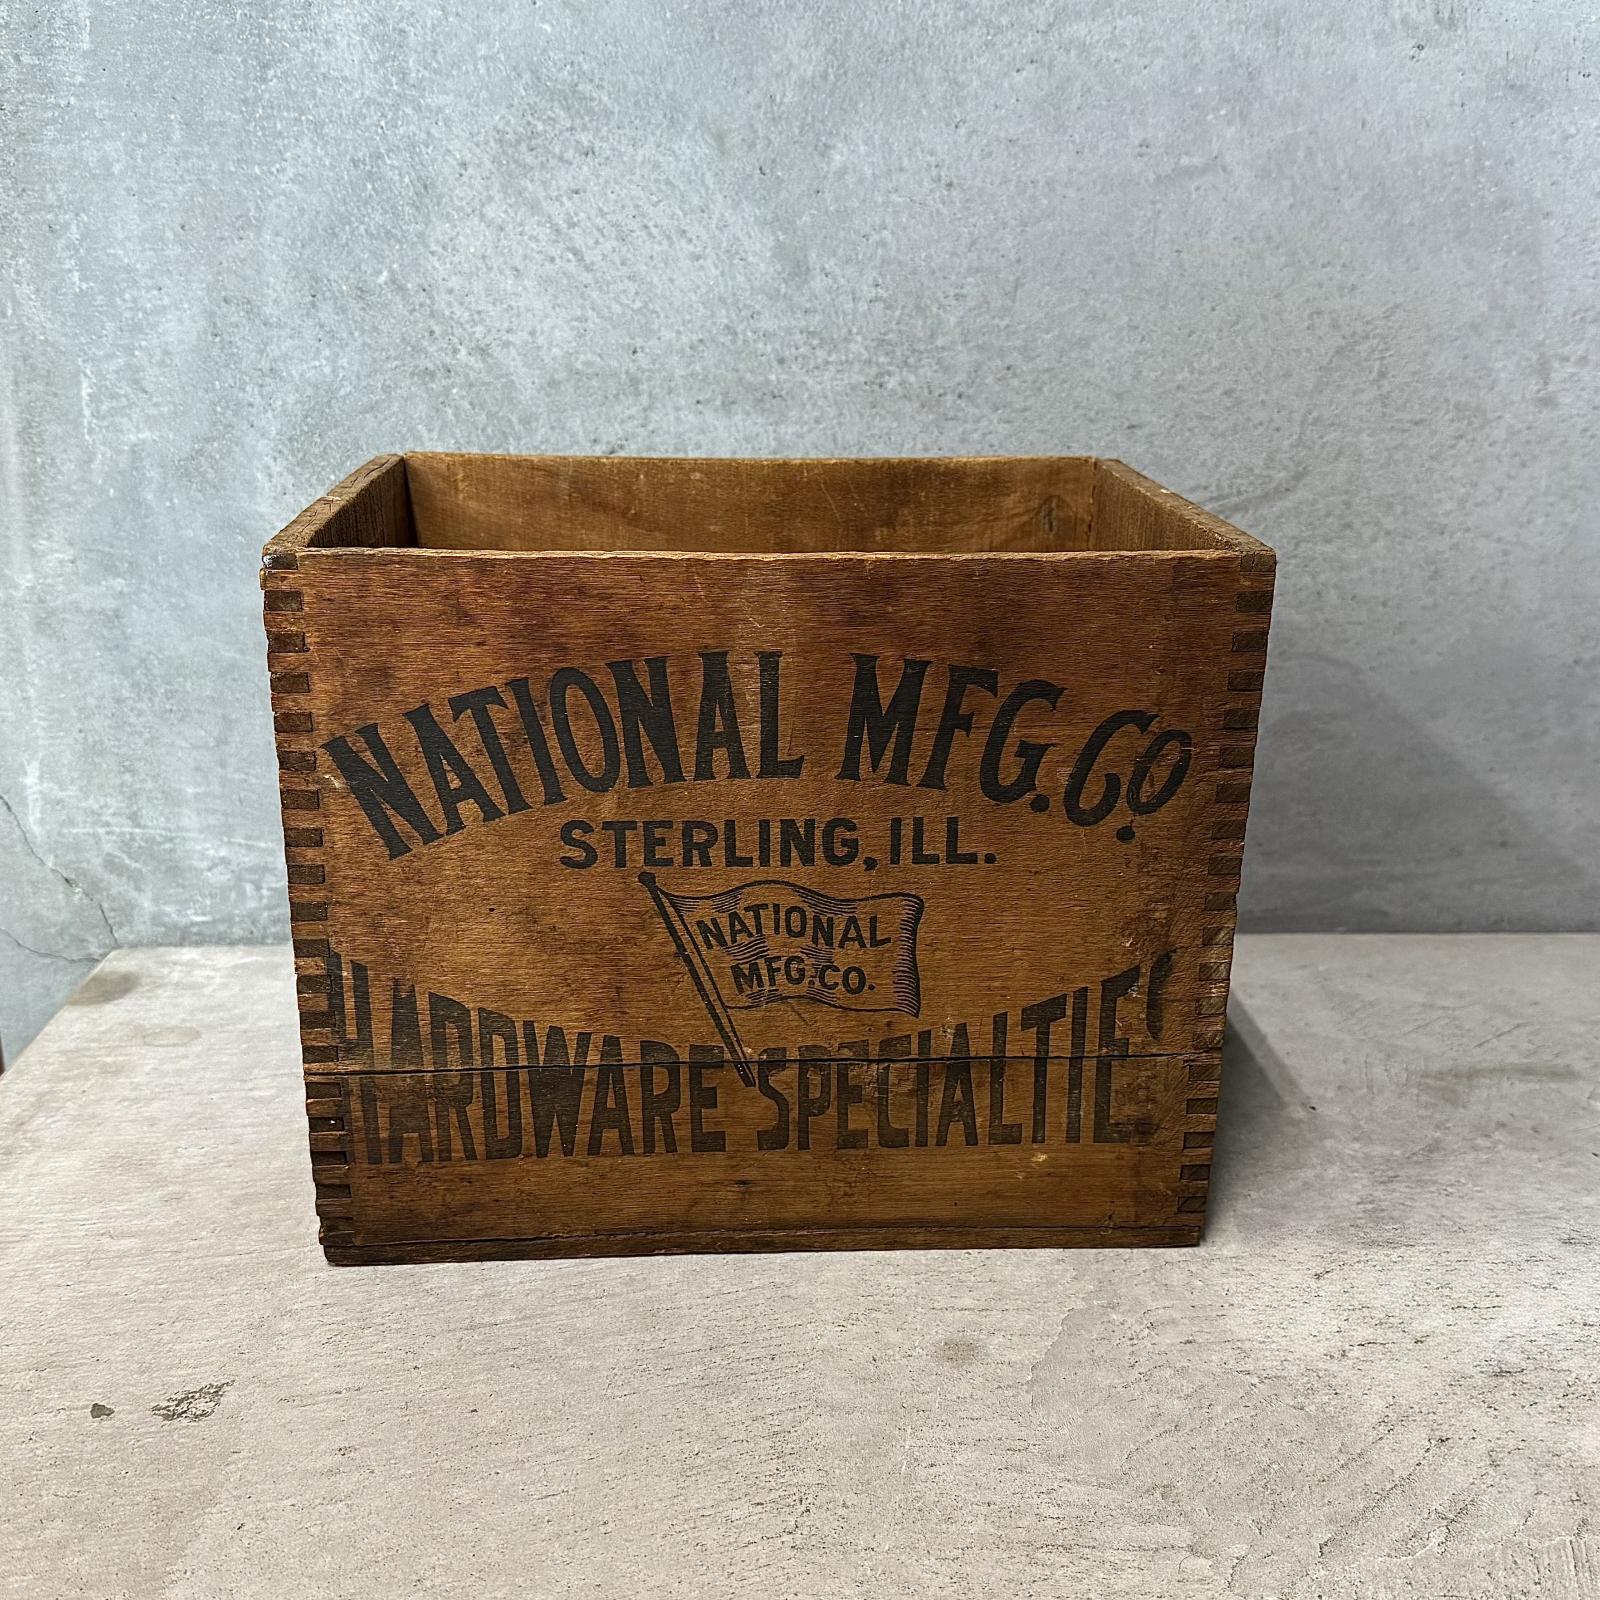 NATIONAL MFG. CO.
STERLING, ILL.
NATIONAL
MFG. CO.
HARDWARE SPECIALTIES